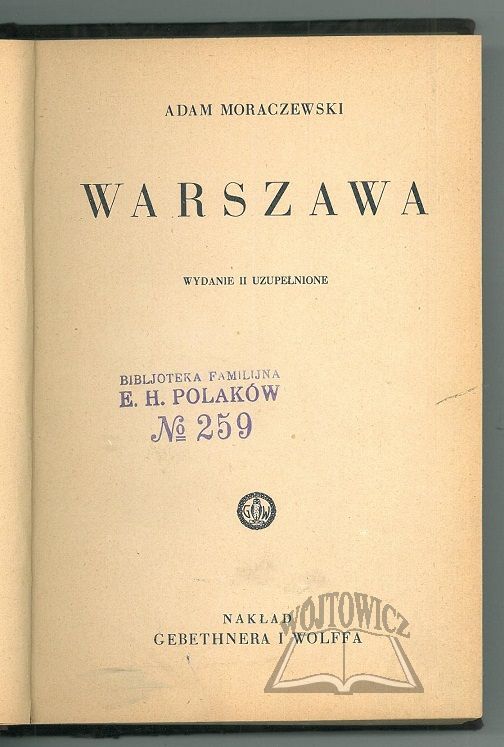 ADAM MORACZEWSKI
WARSZAWA
WYDANIE II UZUPEŁNIONE
BIBLJOTEKA FAMILIJNA
E. H. POLAKÓW
№ 259
G W
NAKŁAD
GEBETHNERA I WOLFFA
WÓJTOWICZ